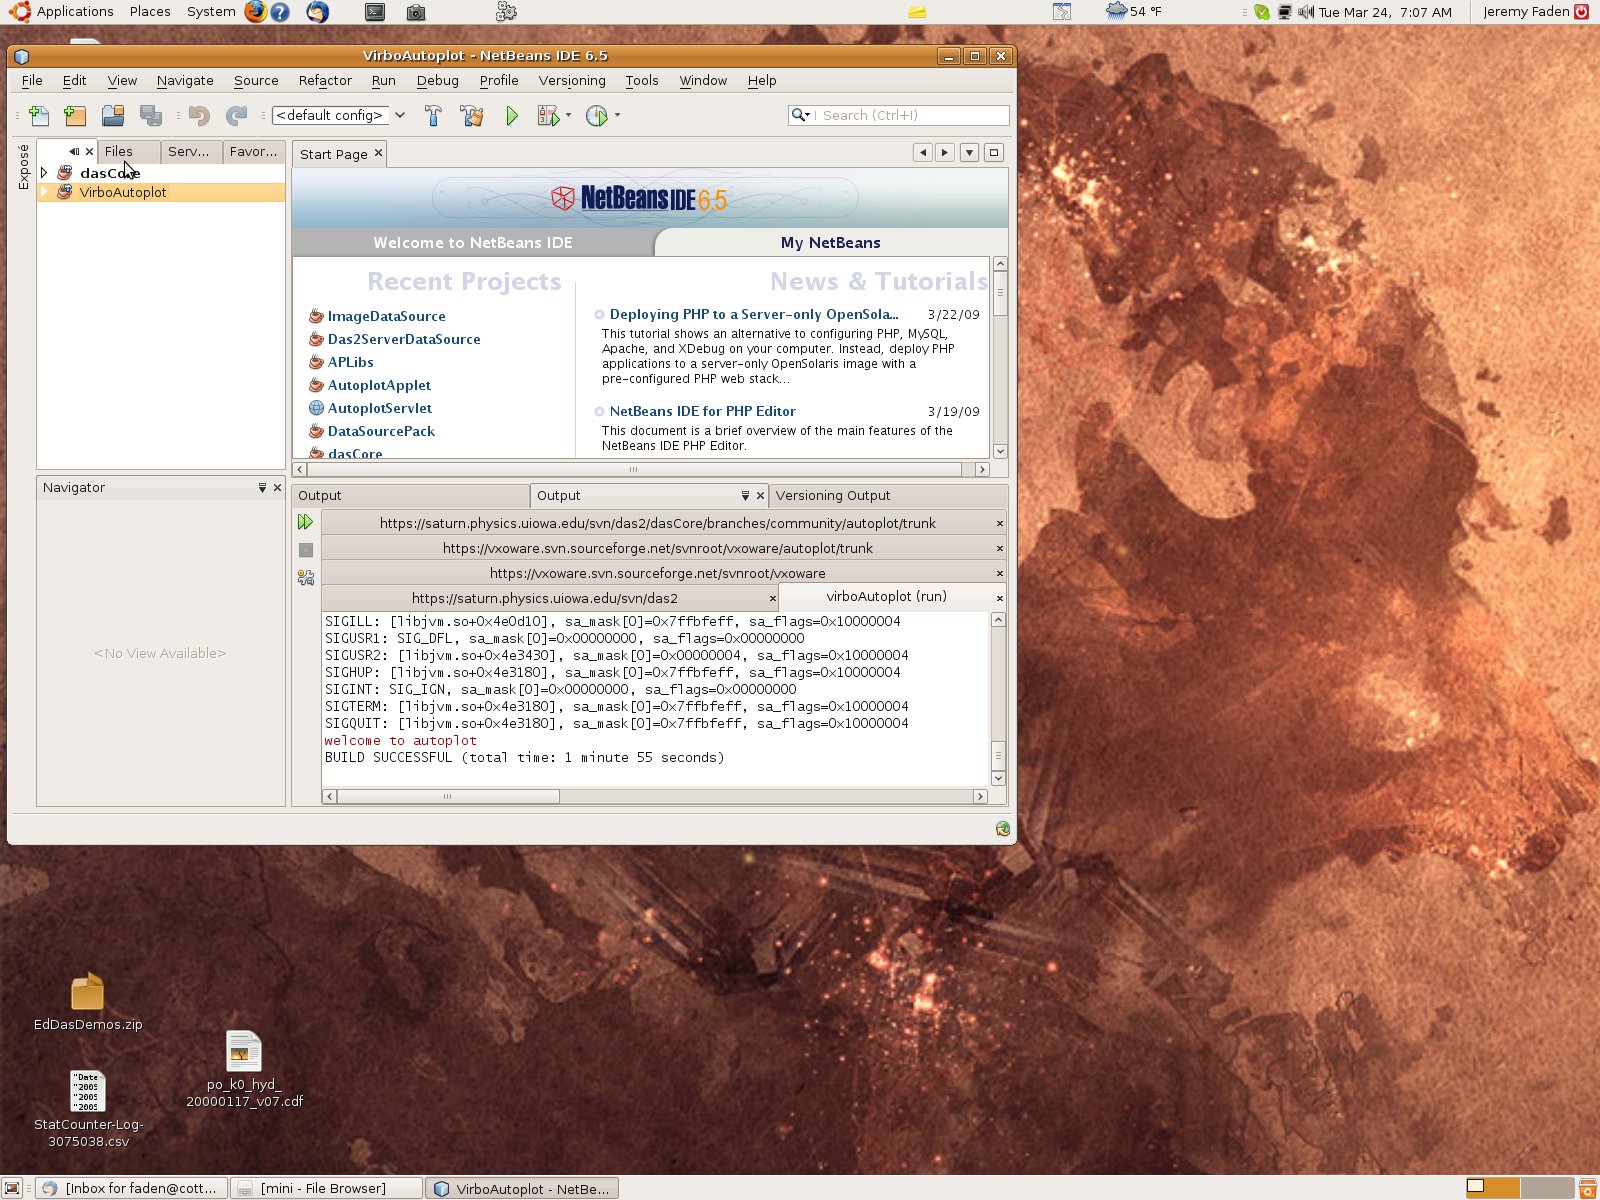 Applications Places System 54 °F Tue Mar 24, 7:07 AM Jeremy Faden
VirboAutoplot - NetBeans IDE 6.5
File Edit View Navigate Source Refactor Run Debug Profile Versioning Tools Window Help
<default config> Search (Ctrl+I)
Exposé
Files Serv... Favor...
dasCore
VirboAutoplot
Start Page
NetBeans IDE 6.5
Welcome to NetBeans IDE My NetBeans
Recent Projects
ImageDataSource
Das2ServerDataSource
APLibs
AutoplotApplet
AutoplotServlet
DataSourcePack
dasCore
News & Tutorials
Deploying PHP to a Server-only OpenSola... 3/22/09
This tutorial shows an alternative to configuring PHP, MySQL,
Apache, and XDebug on your computer. Instead, deploy PHP
applications to a server-only OpenSolaris image with a
pre-configured PHP web stack...
NetBeans IDE for PHP Editor 3/19/09
This document is a brief overview of the main features of the
NetBeans IDE PHP Editor.
Navigator
<No View Available>
Output Output Versioning Output
https://saturn.physics.uiowa.edu/svn/das2/dasCore/branches/community/autoplot/trunk
https://vxoware.svn.sourceforge.net/svnroot/vxoware/autoplot/trunk
https://vxoware.svn.sourceforge.net/svnroot/vxoware
https://saturn.physics.uiowa.edu/svn/das2 virboAutoplot (run)
SIGILL: [libjvm.so+0x4e0d10], sa_mask[0]=0x7ffbfeff, sa_flags=0x10000004
SIGUSR1: SIG_DFL, sa_mask[0]=0x00000000, sa_flags=0x00000000
SIGUSR2: [libjvm.so+0x4e3430], sa_mask[0]=0x00000004, sa_flags=0x10000004
SIGHUP: [libjvm.so+0x4e3180], sa_mask[0]=0x7ffbfeff, sa_flags=0x10000004
SIGINT: SIG_IGN, sa_mask[0]=0x00000000, sa_flags=0x00000000
SIGTERM: [libjvm.so+0x4e3180], sa_mask[0]=0x7ffbfeff, sa_flags=0x10000004
SIGQUIT: [libjvm.so+0x4e3180], sa_mask[0]=0x7ffbfeff, sa_flags=0x10000004
welcome to autoplot
BUILD SUCCESSFUL (total time: 1 minute 55 seconds)
EdDasDemos.zip
po_k0_hyd_
20000117_v07.cdf
"Date
"2009
"2009
"2009
StatCounter-Log-
3075038.csv
[Inbox for faden@cott... [mini - File Browser] VirboAutoplot - NetBe...